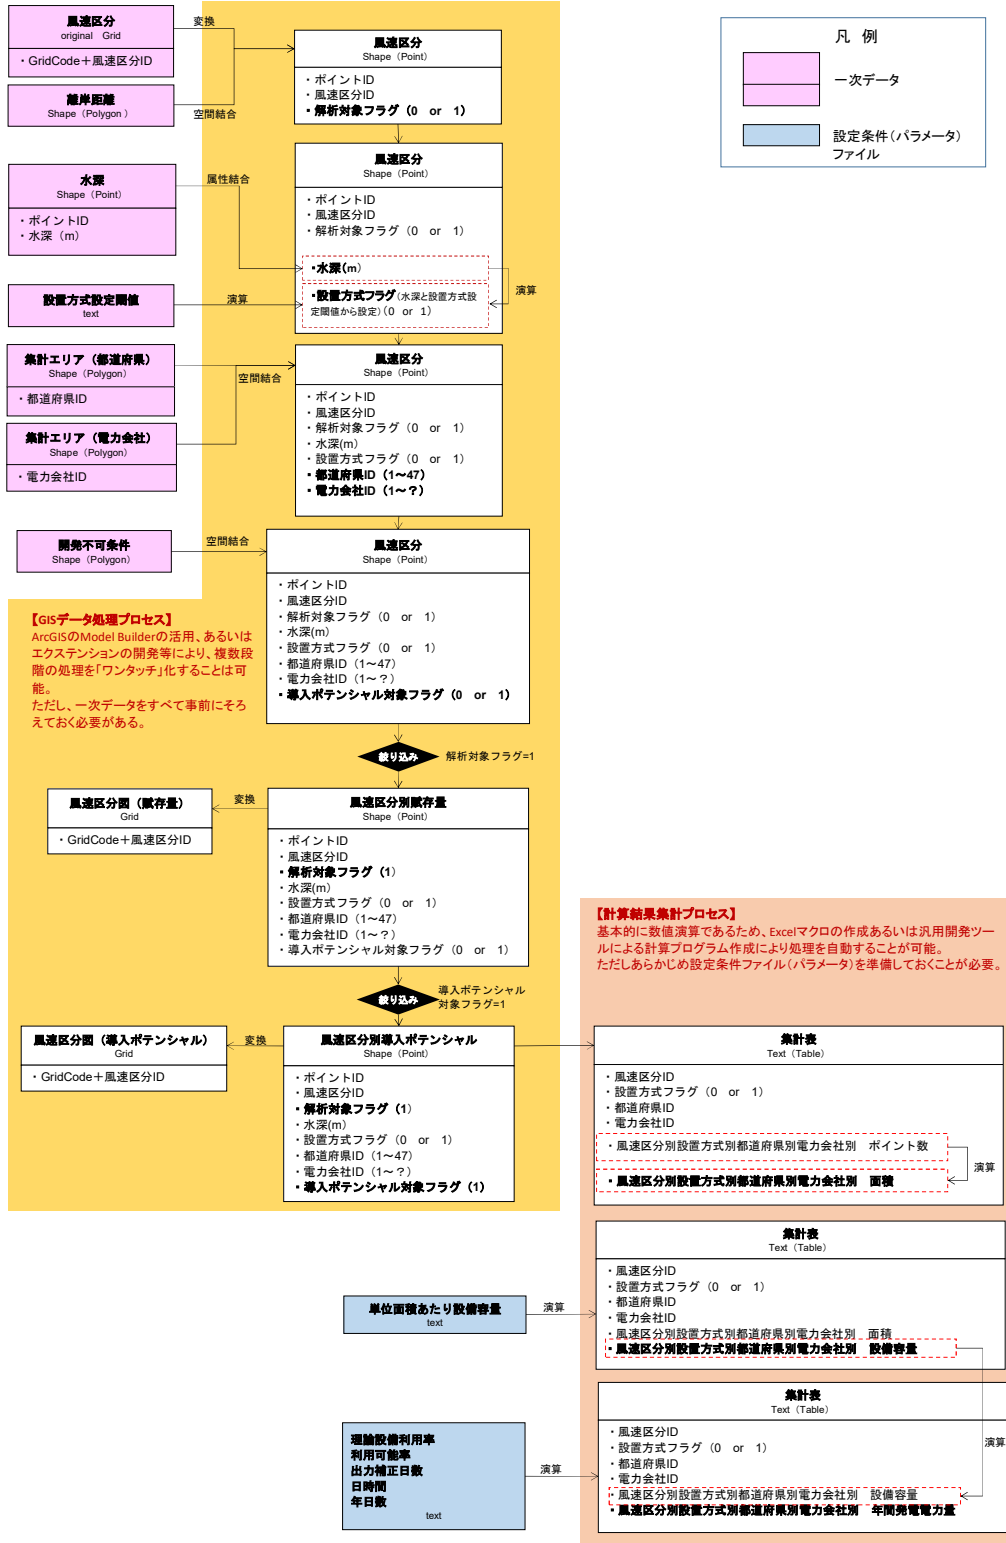 風速区分
original Grid
・GridCode＋風速区分ID
変換
離岸距離
Shape（Polygon）
空間結合
風速区分
Shape（Point）
・ポイントID
・風速区分ID
・解析対象フラグ（0 or 1）
凡 例
一次データ
設定条件（パラメータ）
ファイル
水深
Shape（Point）
・ポイントID
・水深（m）
属性結合
風速区分
Shape（Point）
・ポイントID
・風速区分ID
・解析対象フラグ（0 or 1）
・水深(m）
・設置方式フラグ（水深と設置方式設
定閾値から設定）（0 or 1）
演算
設置方式設定閾値
text
演算
集計エリア（都道府県）
Shape（Polygon）
・都道府県ID
空間結合
集計エリア（電力会社）
Shape（Polygon）
・電力会社ID
風速区分
Shape（Point）
・ポイントID
・風速区分ID
・解析対象フラグ（0 or 1）
・水深(m)
・設置方式フラグ（0 or 1）
・都道府県ID（1～47）
・電力会社ID（1～？）
開発不可条件
Shape（Polygon）
空間結合
風速区分
Shape（Point）
・ポイントID
・風速区分ID
・解析対象フラグ（0 or 1）
・水深(m)
・設置方式フラグ（0 or 1）
・都道府県ID（1～47）
・電力会社ID（1～？）
・導入ポテンシャル対象フラグ（0 or 1）
【GISデータ処理プロセス】
ArcGISのModel Builderの活用、あるいは
エクステンションの開発等により、複数段
階の処理を「ワンタッチ」化することは可
能。
ただし、一次データをすべて事前にそろ
えておく必要がある。
絞り込み
解析対象フラグ=1
風速区分図（賦存量）
Grid
・GridCode＋風速区分ID
変換
風速区分別賦存量
Shape（Point）
・ポイントID
・風速区分ID
・解析対象フラグ（1）
・水深(m)
・設置方式フラグ（0 or 1）
・都道府県ID（1～47）
・電力会社ID（1～？）
・導入ポテンシャル対象フラグ（0 or 1）
絞り込み
導入ポテンシャル
対象フラグ=1
【計算結果集計プロセス】
基本的に数値演算であるため、Excelマクロの作成あるいは汎用開発ツー
ルによる計算プログラム作成により処理を自動することが可能。
ただしあらかじめ設定条件ファイル（パラメータ）を準備しておくことが必要。
風速区分図（導入ポテンシャル）
Grid
・GridCode＋風速区分ID
変換
風速区分別導入ポテンシャル
Shape（Point）
・ポイントID
・風速区分ID
・解析対象フラグ（1）
・水深(m)
・設置方式フラグ（0 or 1）
・都道府県ID（1～47）
・電力会社ID（1～？）
・導入ポテンシャル対象フラグ（1）
集計表
Text（Table）
・風速区分ID
・設置方式フラグ（0 or 1）
・都道府県ID
・電力会社ID
・風速区分別設置方式別都道府県別電力会社別 ポイント数
・風速区分別設置方式別都道府県別電力会社別 面積
演算
単位面積あたり設備容量
text
演算
集計表
Text（Table）
・風速区分ID
・設置方式フラグ（0 or 1）
・都道府県ID
・電力会社ID
・風速区分別設置方式別都道府県別電力会社別 面積
・風速区分別設置方式別都道府県別電力会社別 設備容量
演算
理論設備利用率
利用可能率
出力補正日数
日時間
年日数
text
演算
集計表
Text（Table）
・風速区分ID
・設置方式フラグ（0 or 1）
・都道府県ID
・電力会社ID
・風速区分別設置方式別都道府県別電力会社別 設備容量
・風速区分別設置方式別都道府県別電力会社別 年間発電電力量